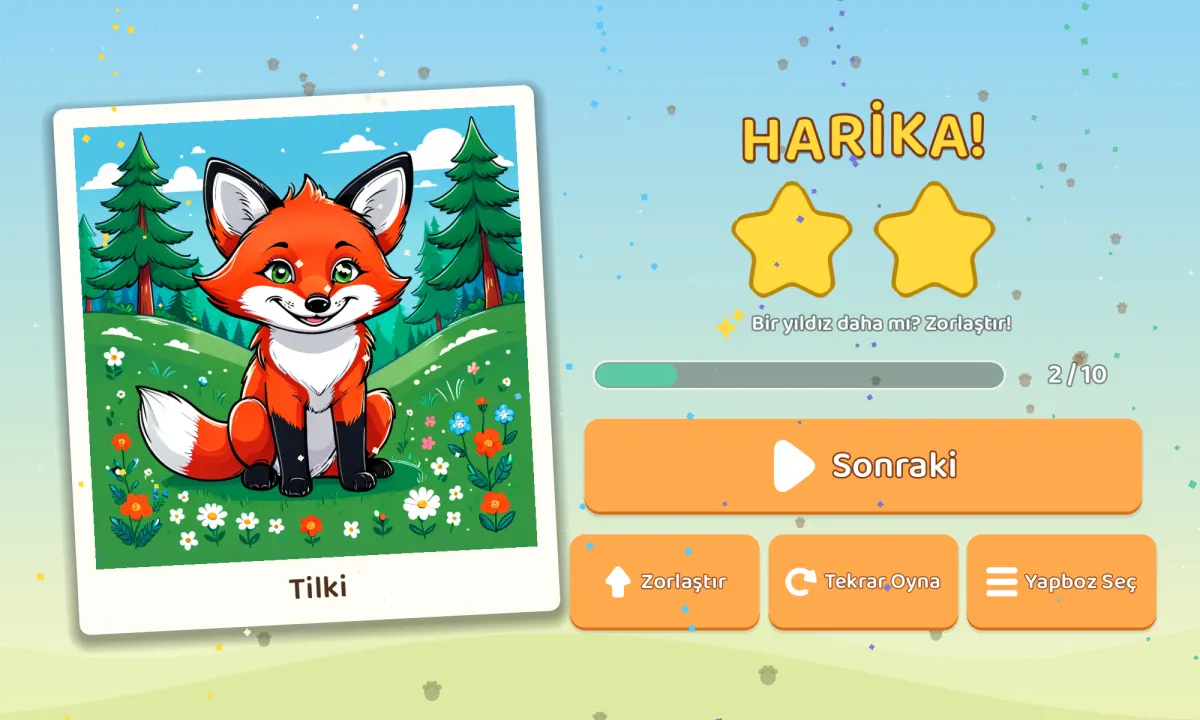 Tilki
HARİKA!
Bir yıldız daha mı? Zorlaştır!
2 / 10
Sonraki
Zorlaştır
Tekrar Oyna
Yapboz Seç